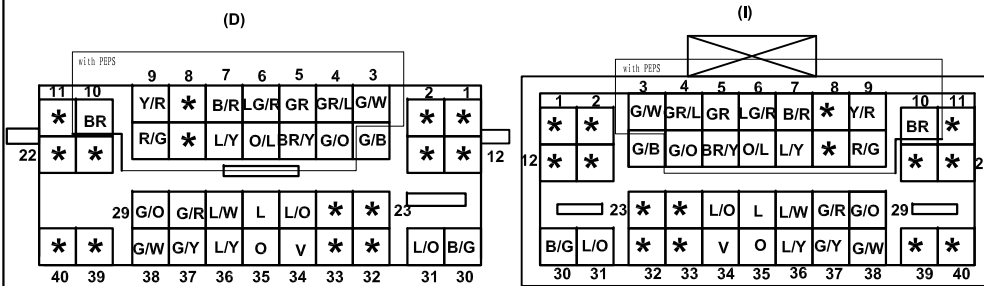 (D) (I)
with PEPS with PEPS
11 10 9 8 7 6 5 4 3 2 1 1 2 3 4 5 6 7 8 9 10 11
* BR Y/R * B/R LG/R GR GR/L G/W * * * * G/W GR/L GR LG/R B/R * Y/R BR *
22 * * R/G * L/Y O/L BR/Y G/O G/B * * 12 12 * * G/B G/O BR/Y O/L L/Y * R/G * * 2
29 G/O G/R L/W L L/O * * 23 23 * * L/O L L/W G/R G/O 29
* * G/W G/Y L/Y O V * * L/O B/G B/G L/O * * V O L/Y G/Y G/W * *
40 39 38 37 36 35 34 33 32 31 30 30 31 32 33 34 35 36 37 38 39 40